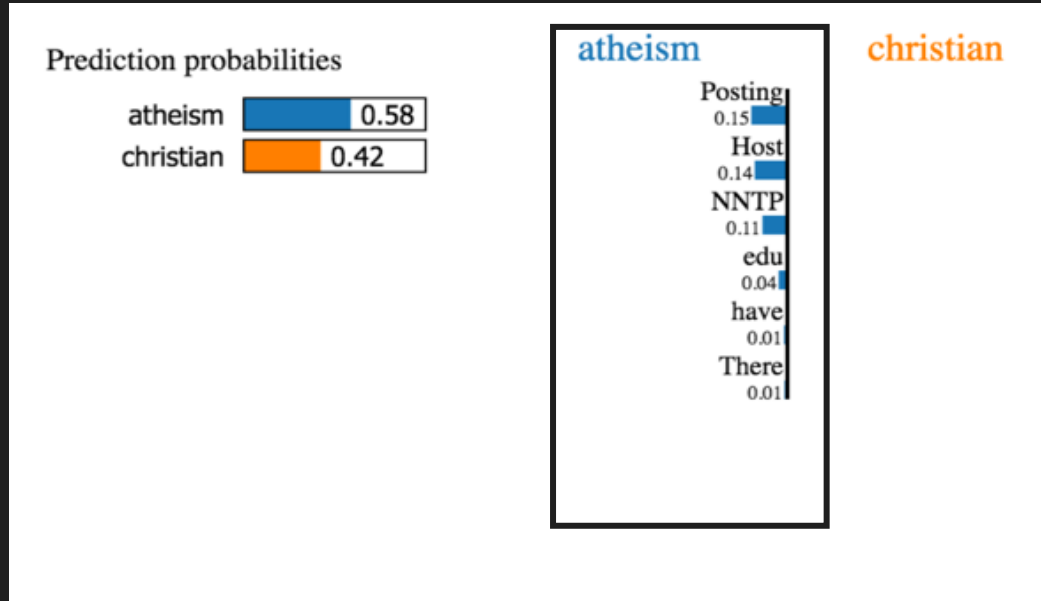 Prediction probabilities
atheism 0.58
christian 0.42
atheism christian
Posting
0.15
Host
0.14
NNTP
0.11
edu
0.04
have
0.01
There
0.01